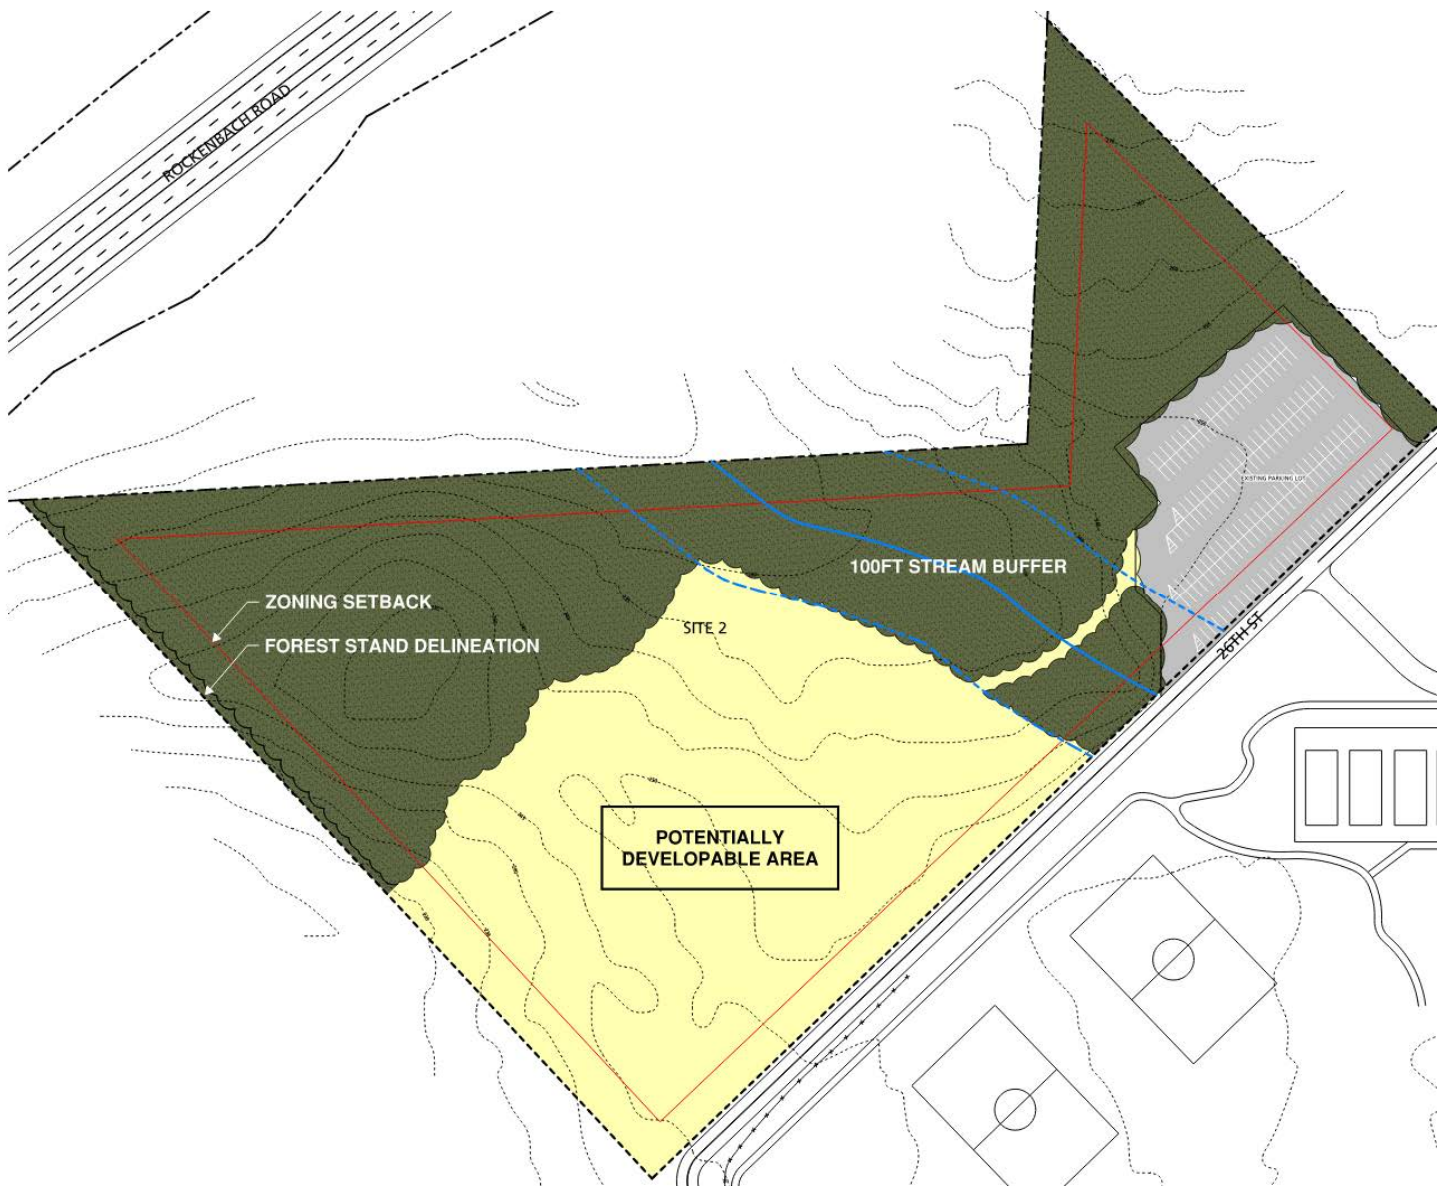 ROCKENBACH ROAD
EXISTING PARKING LOT
100FT STREAM BUFFER
ZONING SETBACK
SITE 2
26TH ST
FOREST STAND DELINEATION
POTENTIALLY
DEVELOPABLE AREA